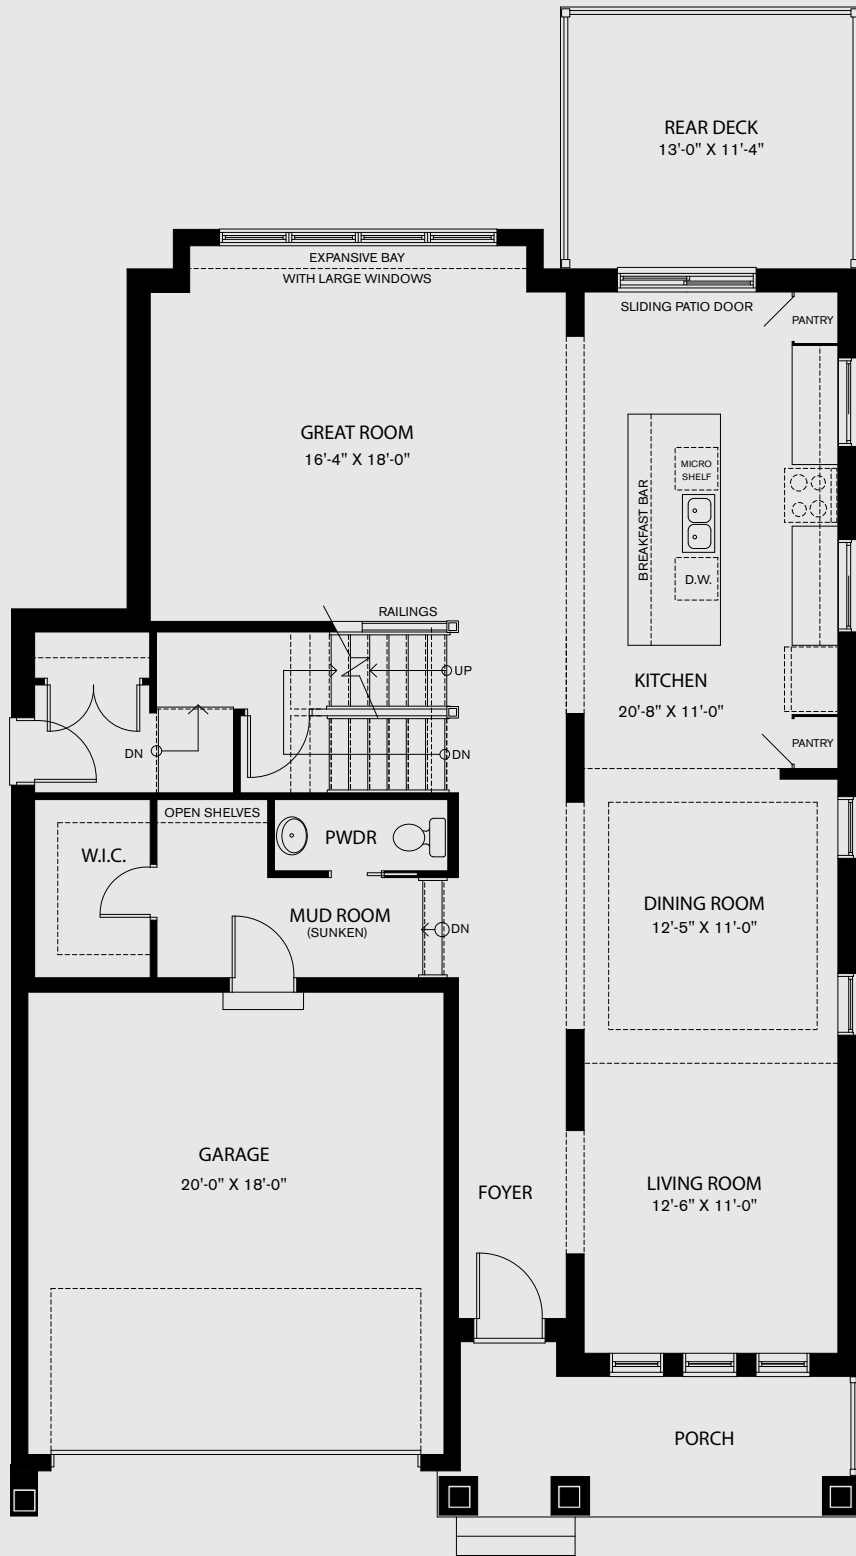 REAR DECK
13'-0" X 11'-4"
EXPANSIVE BAY
WITH LARGE WINDOWS
SLIDING PATIO DOOR
PANTRY
GREAT ROOM
16'-4" X 18'-0"
MICRO
SHELF
BREAKFAST BAR
D.W.
RAILINGS
UP
KITCHEN
20'-8" X 11'-0"
DN
DN
PANTRY
OPEN SHELVES
W.I.C.
PWDR
MUD ROOM
(SUNKEN)
DN
DINING ROOM
12'-5" X 11'-0"
GARAGE
20'-0" X 18'-0"
FOYER
LIVING ROOM
12'-6" X 11'-0"
PORCH